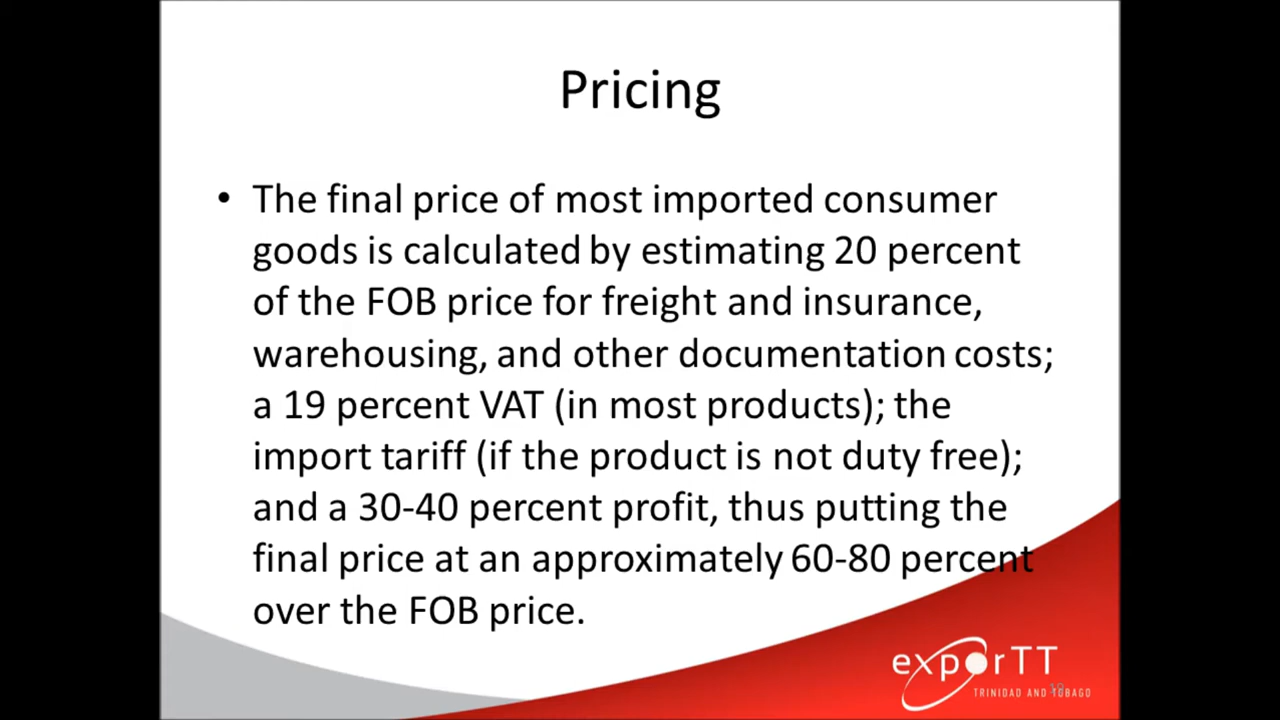 Pricing
• The final price of most imported consumer
goods is calculated by estimating 20 percent
of the FOB price for freight and insurance,
warehousing, and other documentation costs;
a 19 percent VAT (in most products); the
import tariff (if the product is not duty free);
and a 30-40 percent profit, thus putting the
final price at an approximately 60-80 percent
over the FOB price.
exporTT
TRINIDAD AND TOBAGO